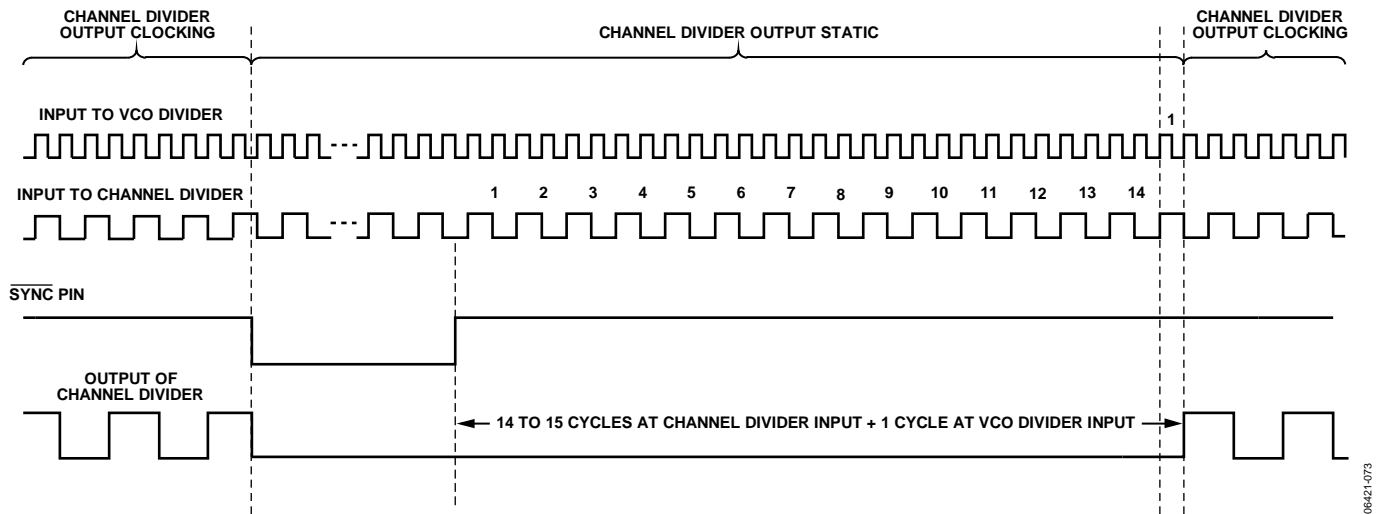 CHANNEL DIVIDER
OUTPUT CLOCKING
CHANNEL DIVIDER OUTPUT STATIC
CHANNEL DIVIDER
OUTPUT CLOCKING
INPUT TO VCO DIVIDER
1
INPUT TO CHANNEL DIVIDER
1 2 3 4 5 6 7 8 9 10 11 12 13 14
SYNC PIN
OUTPUT OF
CHANNEL DIVIDER
14 TO 15 CYCLES AT CHANNEL DIVIDER INPUT + 1 CYCLE AT VCO DIVIDER INPUT
06421-073